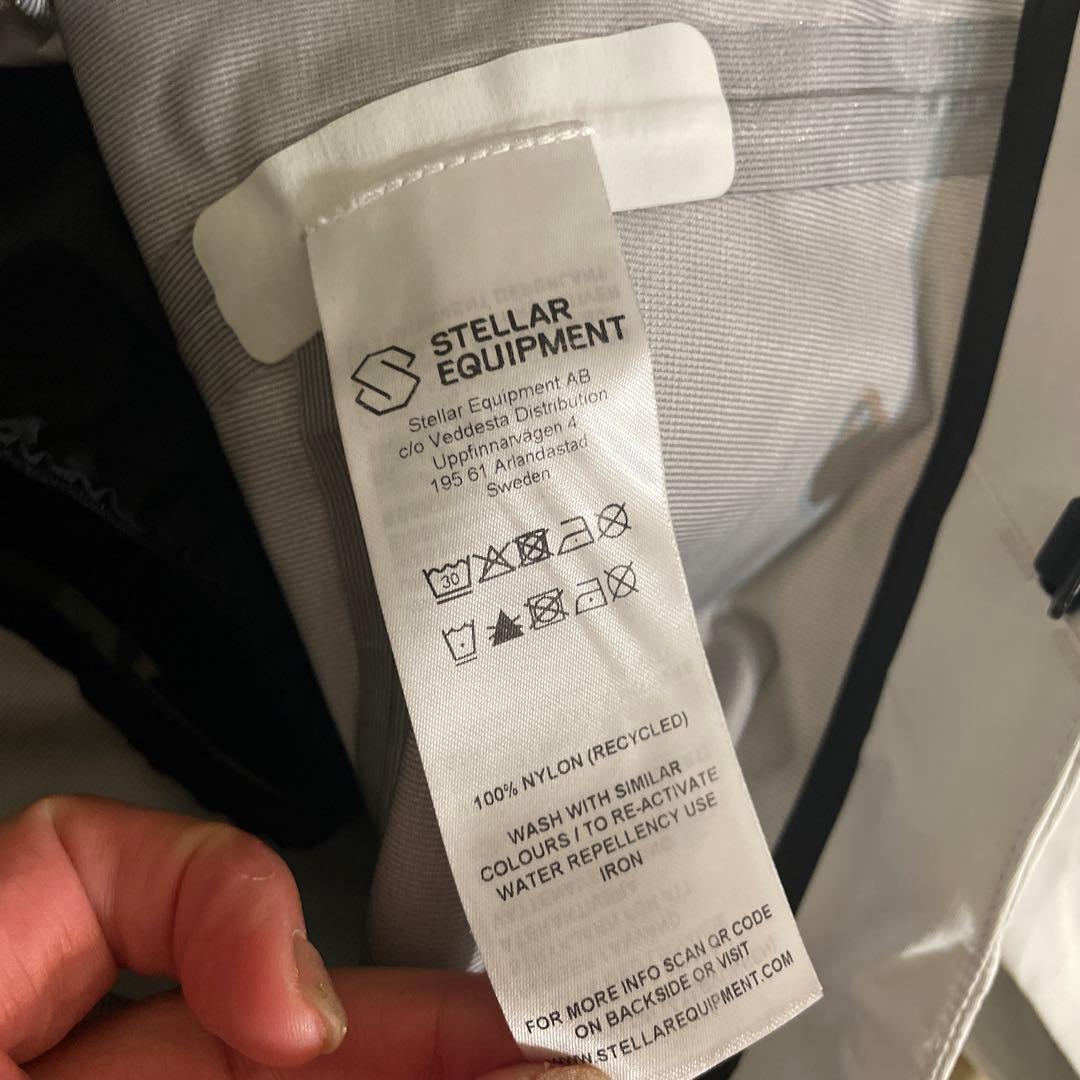 STELLAR
EQUIPMENT
Stellar Equipment AB
c/o Veddesta Distribution
Uppfinnarvägen 4
195 61 Arlandastad
Sweden
30
100% NYLON (RECYCLED)
WASH WITH SIMILAR
COLOURS / TO RE-ACTIVATE
WATER REPELLENCY USE
IRON
FOR MORE INFO SCAN QR CODE
ON BACKSIDE OR VISIT
WWW.STELLAREQUIPMENT.COM